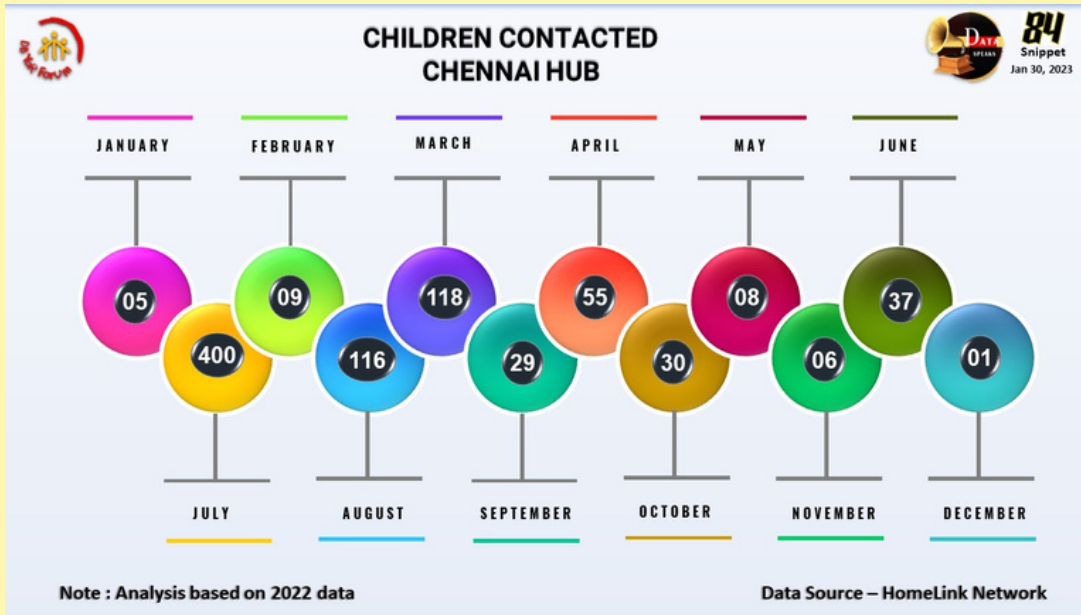 CHILDREN CONTACTED
CHENNAI HUB
DATA
SPEAKS
84
Snippet
Jan 30, 2023
JANUARY
FEBRUARY
MARCH
APRIL
MAY
JUNE
05
09
118
55
08
37
400
116
29
30
06
01
JULY
AUGUST
SEPTEMBER
OCTOBER
NOVEMBER
DECEMBER
Note : Analysis based on 2022 data
Data Source – HomeLink Network